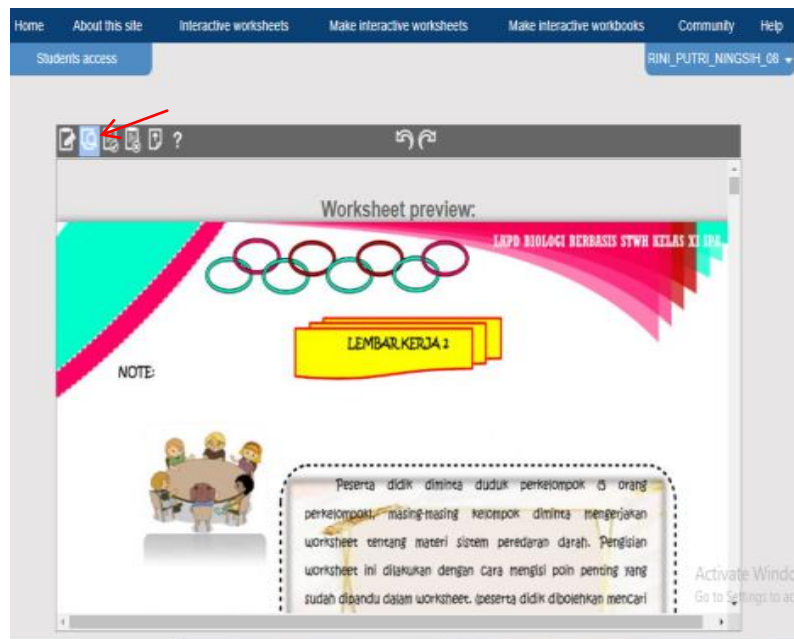 Home About this site Interactive worksheets Make interactive worksheets Make interactive workbooks Community Help
Students access RINI_PUTRI_NINGSIH_08
?
Worksheet preview:
LKPD BIOLOGI BERBASIS STWH KELAS XI IPA
LEMBAR KERJA 2
NOTE:
Peserta didik diminta duduk perkelompok (5 orang
perkelompok), masing-masing kelompok diminta mengerjakan
worksheet tentang materi sistem peredaran darah. Pengisian
worksheet ini dilakukan dengan cara mengisi poin penting yang
sudah dipandu dalam worksheet. (peserta didik dibolehkan mencari
Activate Windo
Go to Settings to ac